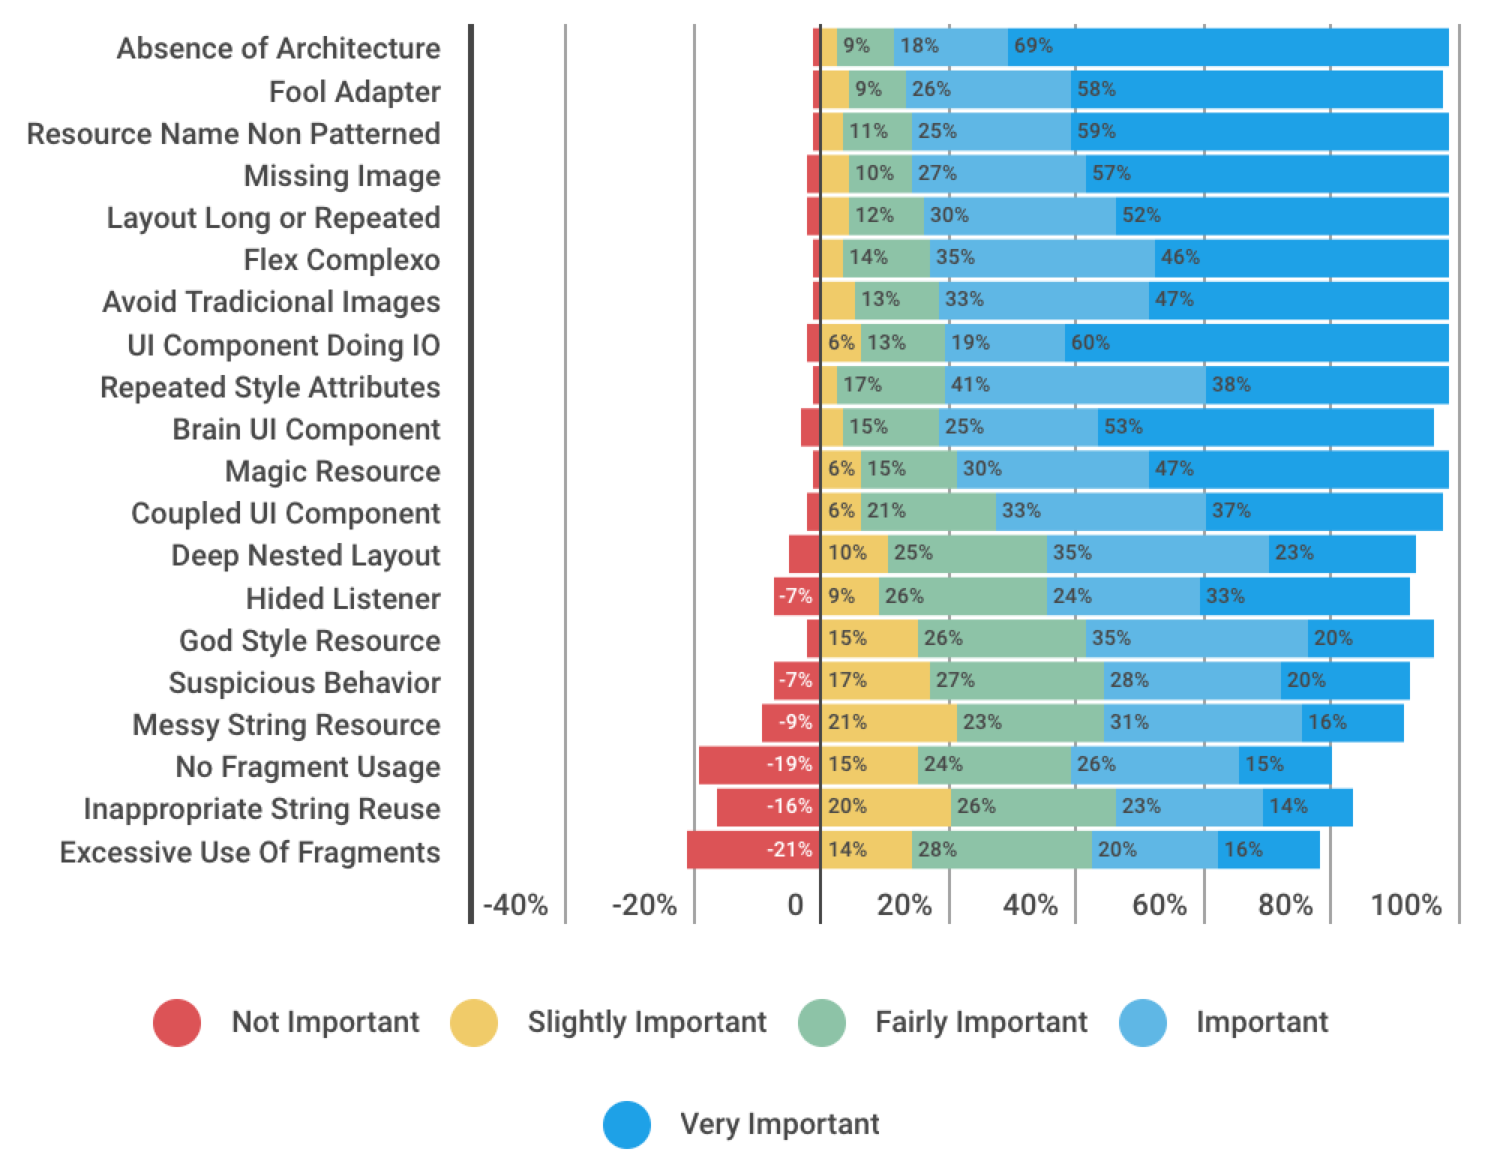 Absence of Architecture 9% 18% 69%
Fool Adapter 9% 26% 58%
Resource Name Non Patterned 11% 25% 59%
Missing Image 10% 27% 57%
Layout Long or Repeated 12% 30% 52%
Flex Complexo 14% 35% 46%
Avoid Tradicional Images 13% 33% 47%
UI Component Doing IO 6% 13% 19% 60%
Repeated Style Attributes 17% 41% 38%
Brain UI Component 15% 25% 53%
Magic Resource 6% 15% 30% 47%
Coupled UI Component 6% 21% 33% 37%
Deep Nested Layout 10% 25% 35% 23%
Hided Listener -7% 9% 26% 24% 33%
God Style Resource 15% 26% 35% 20%
Suspicious Behavior -7% 17% 27% 28% 20%
Messy String Resource -9% 21% 23% 31% 16%
No Fragment Usage -19% 15% 24% 26% 15%
Inappropriate String Reuse -16% 20% 26% 23% 14%
Excessive Use Of Fragments -21% 14% 28% 20% 16%
-40% -20% 0 20% 40% 60% 80% 100%
Not Important Slightly Important Fairly Important Important
Very Important